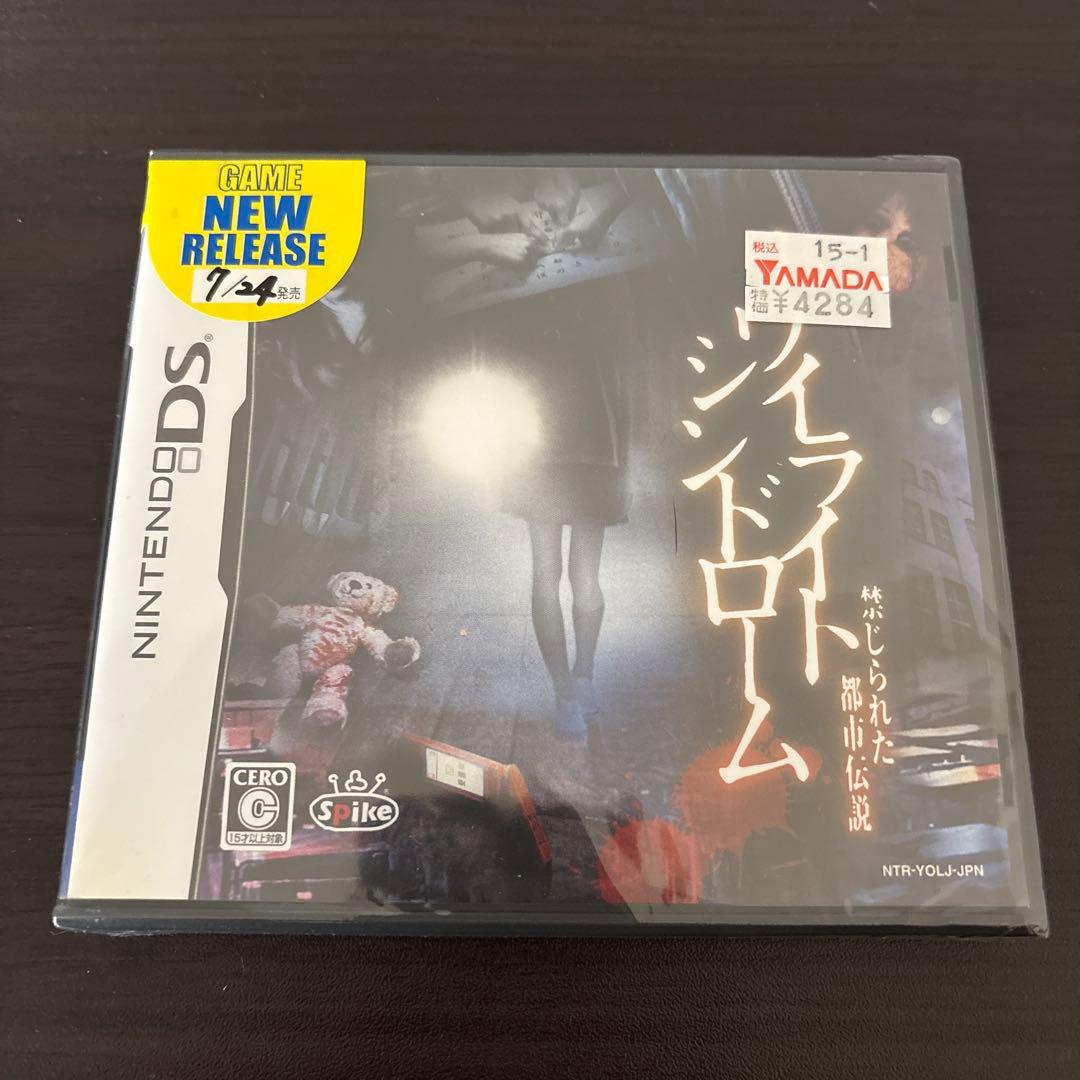 GAME
NEW
RELEASE
7/24発売
税込 15-1
YAMADA
特価 ¥4284
NINTENDO DS®
ワイライト
シンドローム
禁じられた
都市伝説
CERO
C
15才以上対象
Spike®
NTR-YOLJ-JPN